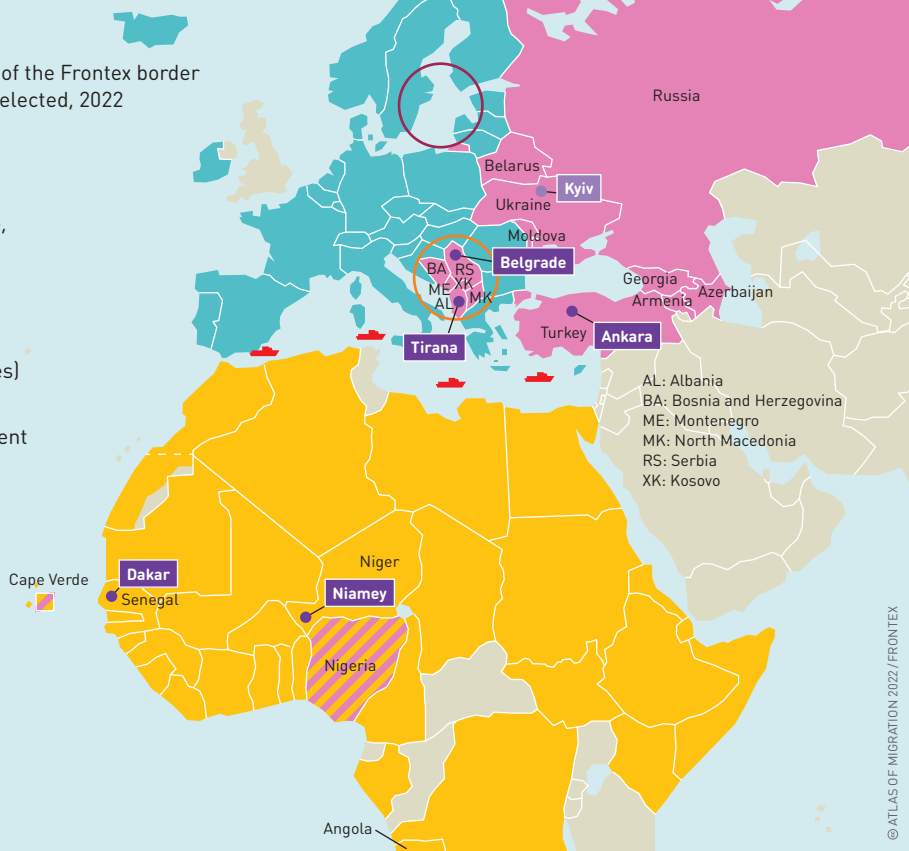 of the Frontex border
elected, 2022
,
es)
ent
Russia
Belarus
Kyiv
Ukraine
Moldova
Belgrade
BA
RS
XK
ME
MK
AL
Georgia
Armenia
Azerbaijan
Turkey
Ankara
Tirana
AL: Albania
BA: Bosnia and Herzegovina
ME: Montenegro
MK: North Macedonia
RS: Serbia
XK: Kosovo
Niger
Cape Verde
Dakar
Senegal
Niamey
Nigeria
Angola
© ATLAS OF MIGRATION 2022 / FRONTEX